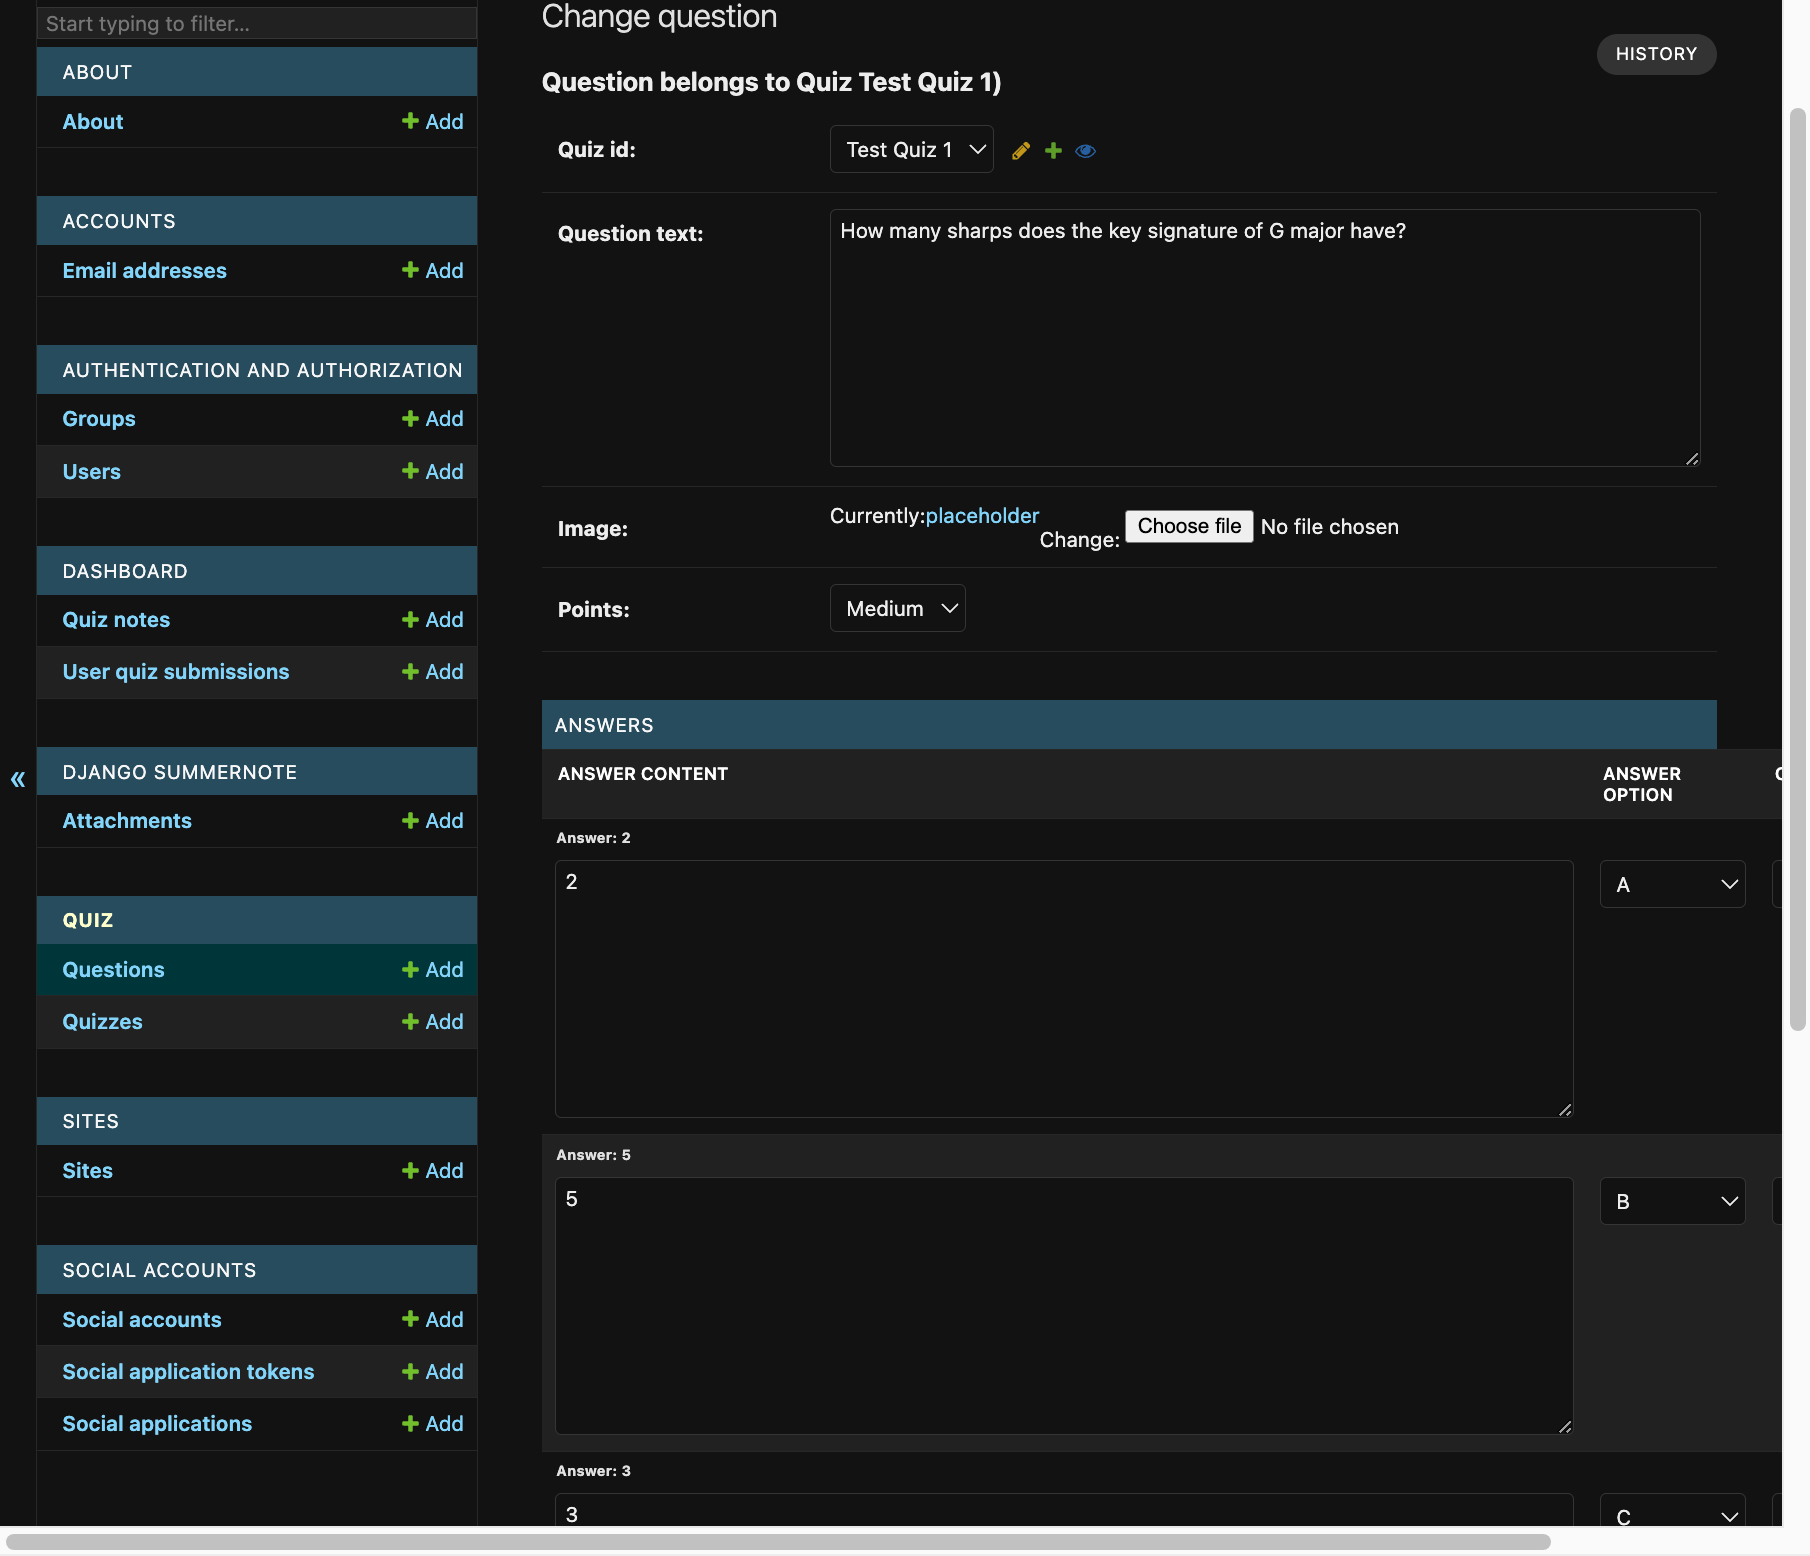 Start typing to filter...
ABOUT
About
Add
ACCOUNTS
Email addresses
Add
AUTHENTICATION AND AUTHORIZATION
Groups
Add
Users
Add
DASHBOARD
Quiz notes
Add
User quiz submissions
Add
DJANGO SUMMERNOTE
Attachments
Add
QUIZ
Questions
Add
Quizzes
Add
SITES
Sites
Add
SOCIAL ACCOUNTS
Social accounts
Add
Social application tokens
Add
Social applications
Add
«
Change question
HISTORY
Question belongs to Quiz Test Quiz 1)
Quiz id:
Test Quiz 1
Question text:
How many sharps does the key signature of G major have?
Image:
Currently:placeholder
Change: Choose file No file chosen
Points:
Medium
ANSWERS
ANSWER CONTENT
ANSWER
OPTION
Answer: 2
2
A
Answer: 5
5
B
Answer: 3
3
C